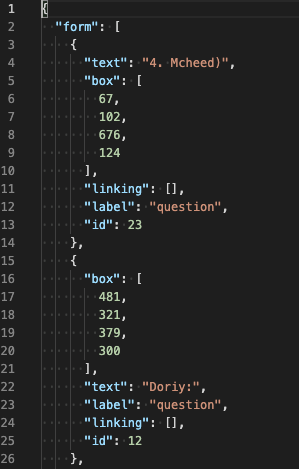 1 {
2 "form": [
3 {
4 "text": "4. Mcheed)",
5 "box": [
6 67,
7 102,
8 676,
9 124
10 ],
11 "linking": [],
12 "label": "question",
13 "id": 23
14 },
15 {
16 "box": [
17 481,
18 321,
19 379,
20 300
21 ],
22 "text": "Doriy:",
23 "label": "question",
24 "linking": [],
25 "id": 12
26 },